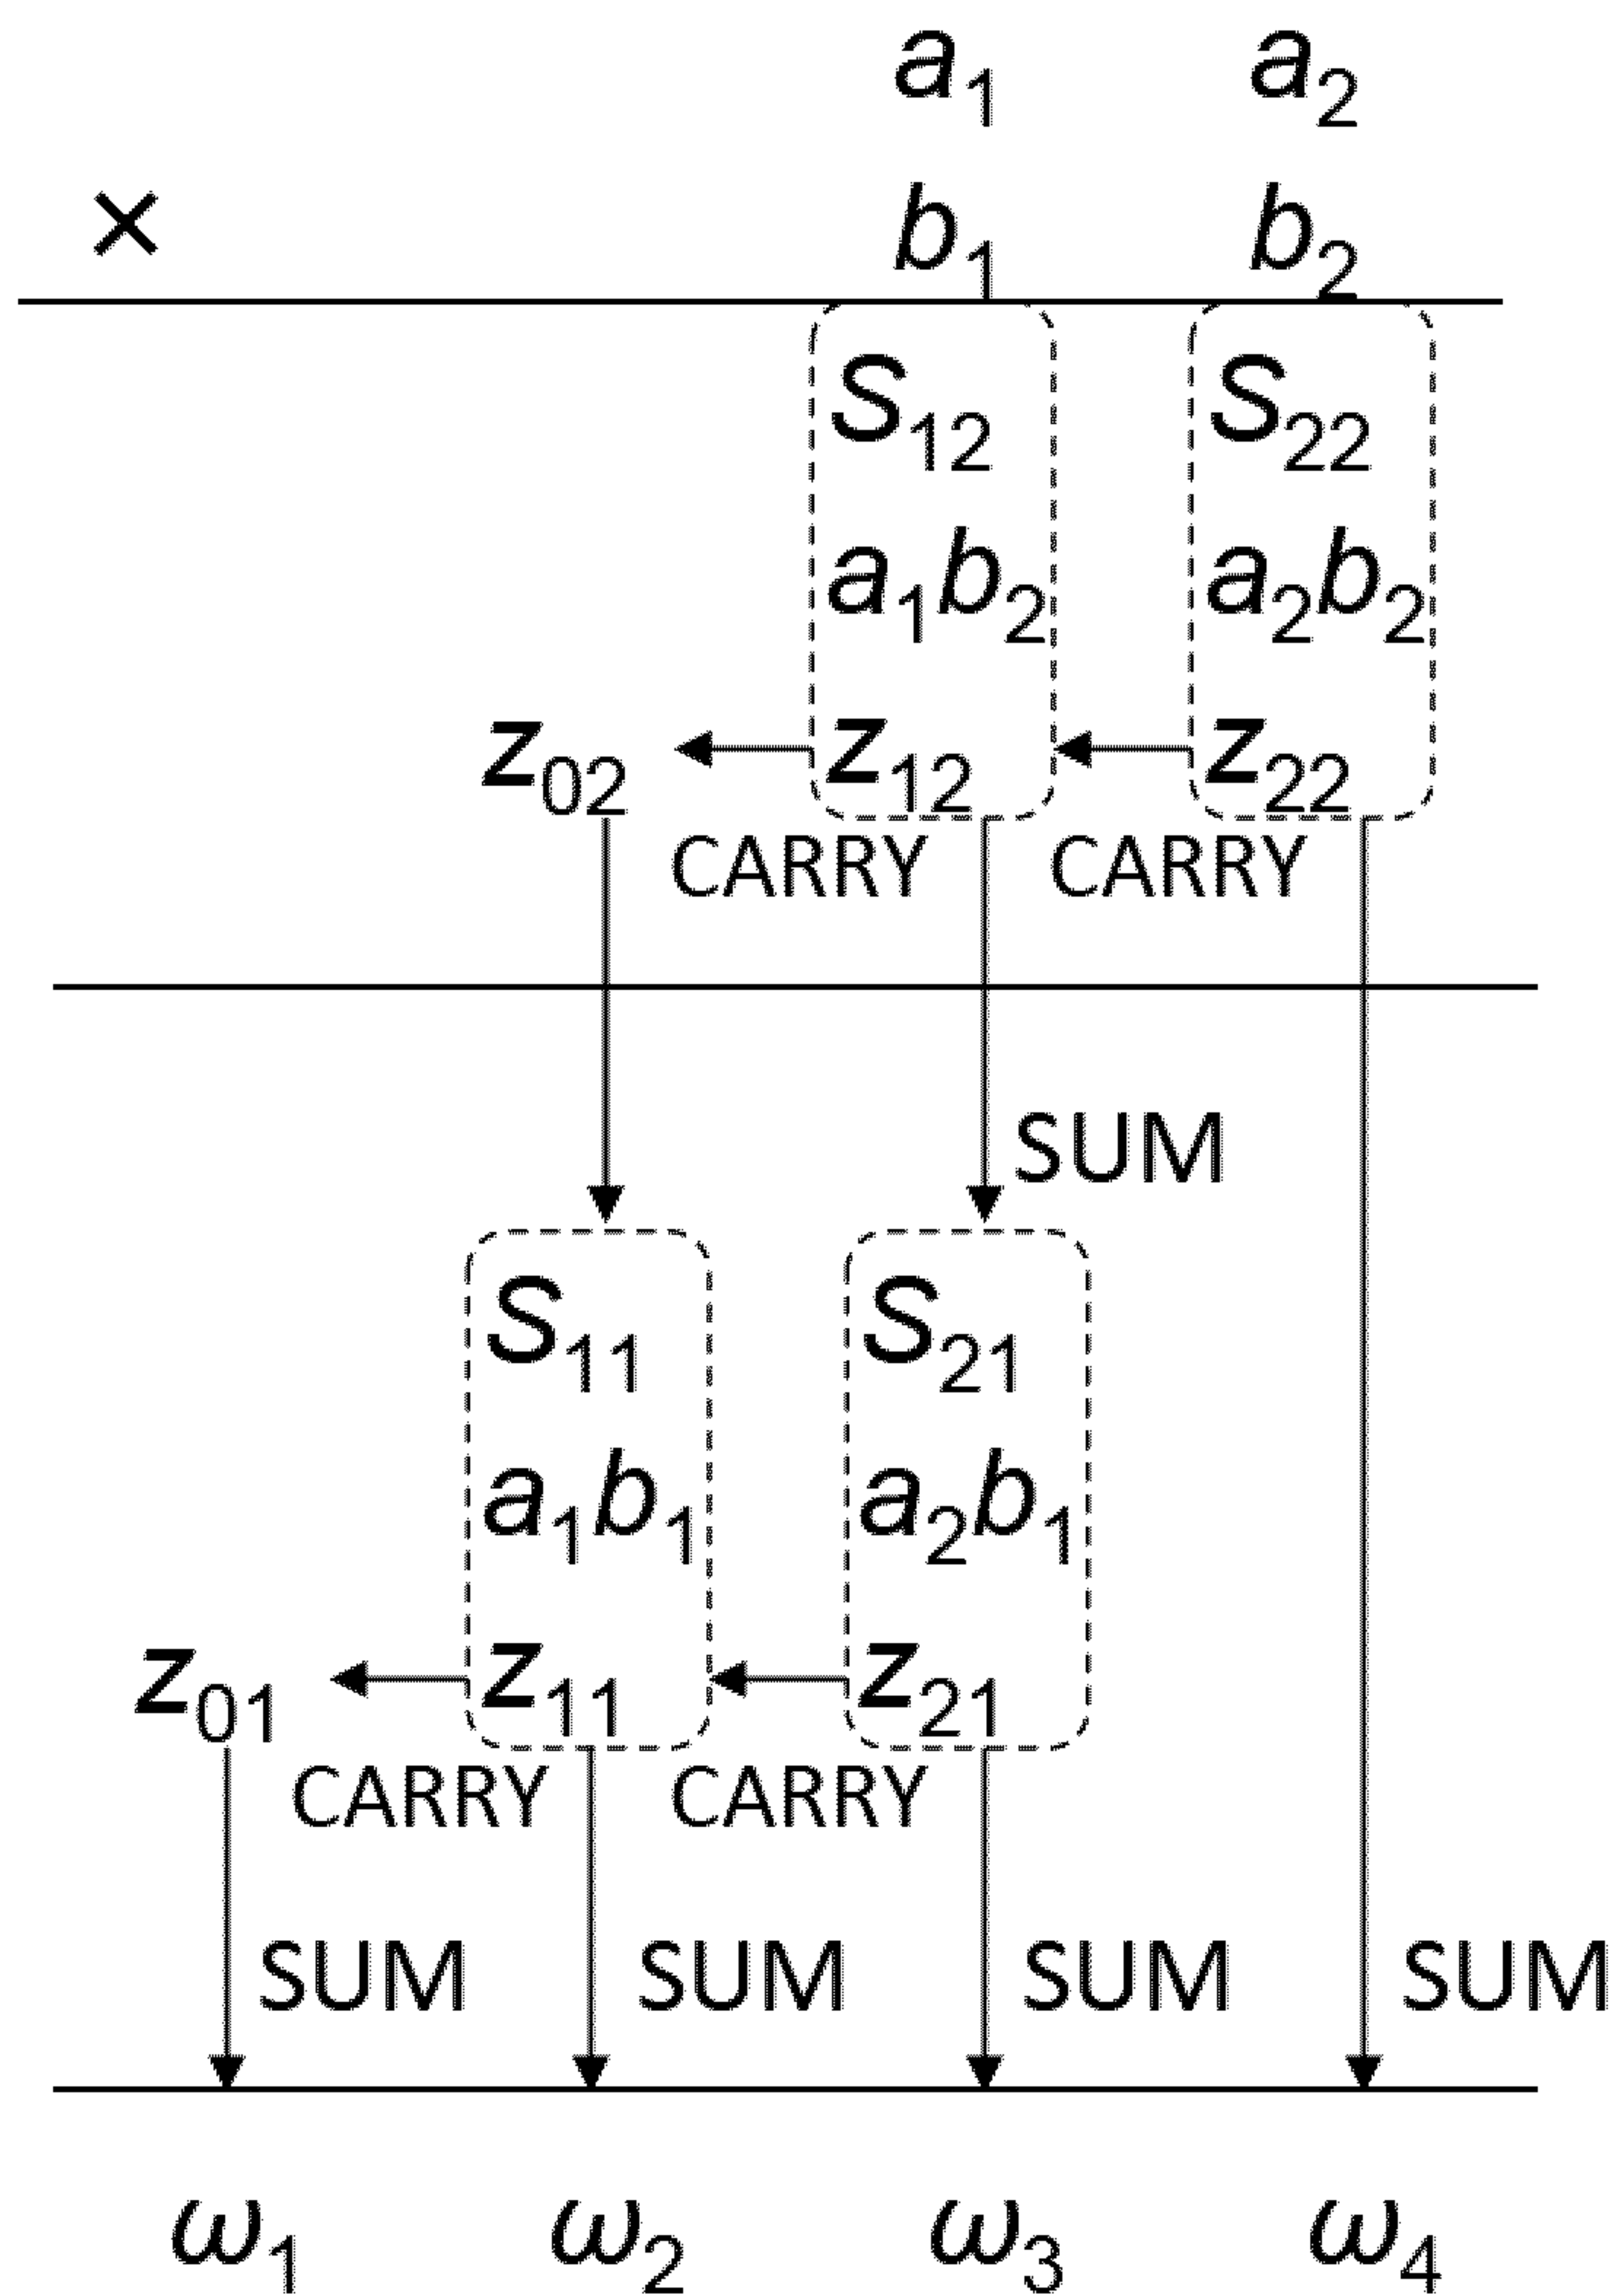 a₁ a₂
× b₁ b₂
S₁₂ S₂₂
a₁b₂ a₂b₂
z₀₂ z₁₂ z₂₂
CARRY CARRY
SUM
S₁₁ S₂₁
a₁b₁ a₂b₁
z₀₁ z₁₁ z₂₁
CARRY CARRY
SUM SUM SUM SUM
ω₁ ω₂ ω₃ ω₄